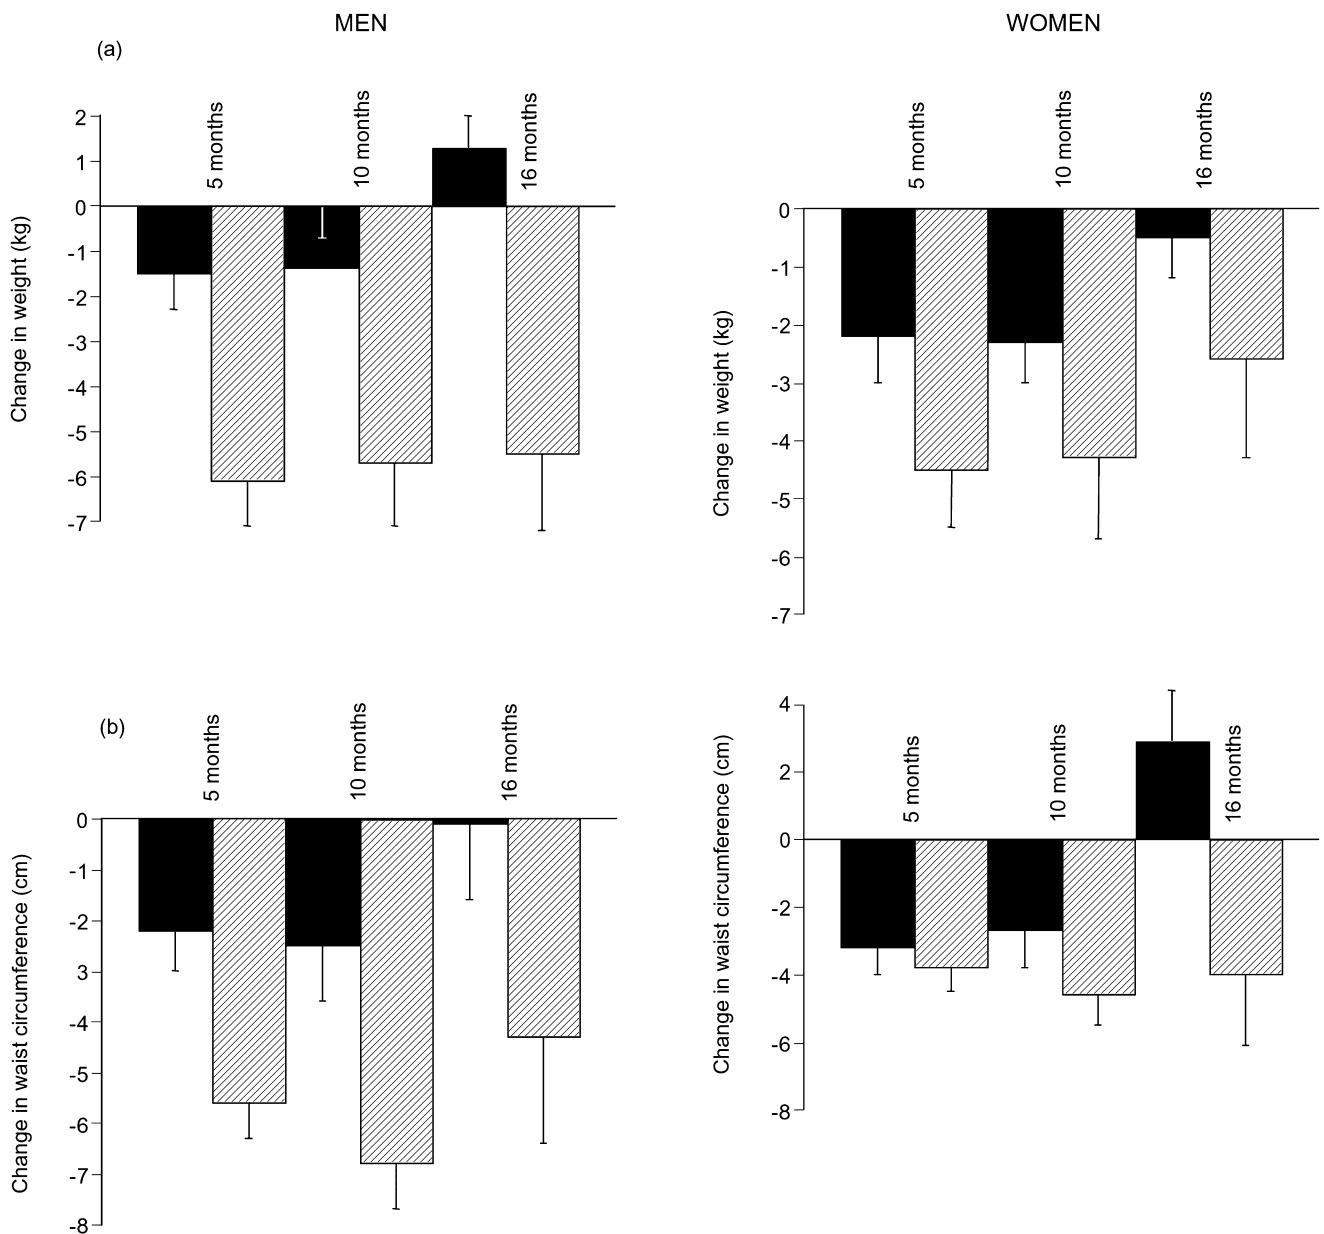 MEN
WOMEN
(a)
5 months
10 months
16 months
2
1
0
-1
-2
-3
-4
-5
-6
-7
Change in weight (kg)
5 months
10 months
16 months
0
-1
-2
-3
-4
-5
-6
-7
Change in weight (kg)
(b)
5 months
10 months
16 months
0
-1
-2
3
-4
-5
-6
-7
-8
Change in waist circumference (cm)
4
2
0
-2
-4
-6
-8
5 months
10 months
16 months
Change in waist circumference (cm)